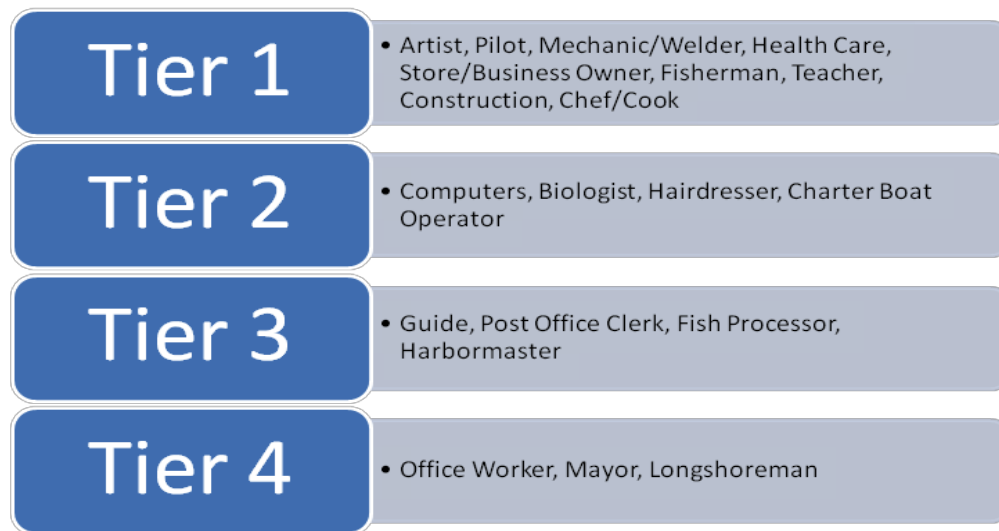 Tier 1
• Artist, Pilot, Mechanic/Welder, Health Care,
Store/Business Owner, Fisherman, Teacher,
Construction, Chef/Cook
Tier 2
• Computers, Biologist, Hairdresser, Charter Boat
Operator
Tier 3
• Guide, Post Office Clerk, Fish Processor,
Harbormaster
Tier 4
• Office Worker, Mayor, Longshoreman